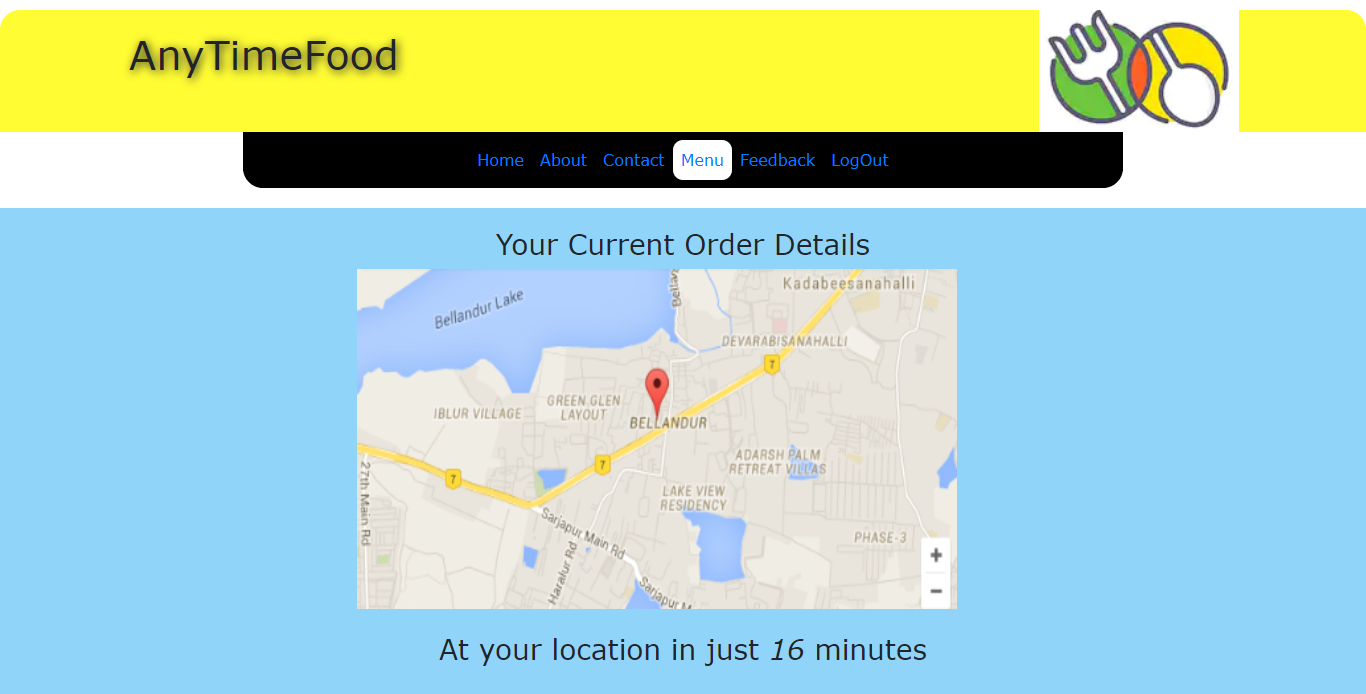 AnyTimeFood
Home About Contact Menu Feedback LogOut
Your Current Order Details
Kadabeesanahalli
Bellandur Lake
DEVARABISANAHALLI
7
GREEN GLEN
LAYOUT
IBLUR VILLAGE
BELLANDUR
ADARSH PALM
RETREAT VILLAS
7
7
27th Main Rd
LAKE VIEW
RESIDENCY
Sarjapur Main Rd
PHASE-3
Haralur Rd
+
Sarjapur M
−
At your location in just 16 minutes